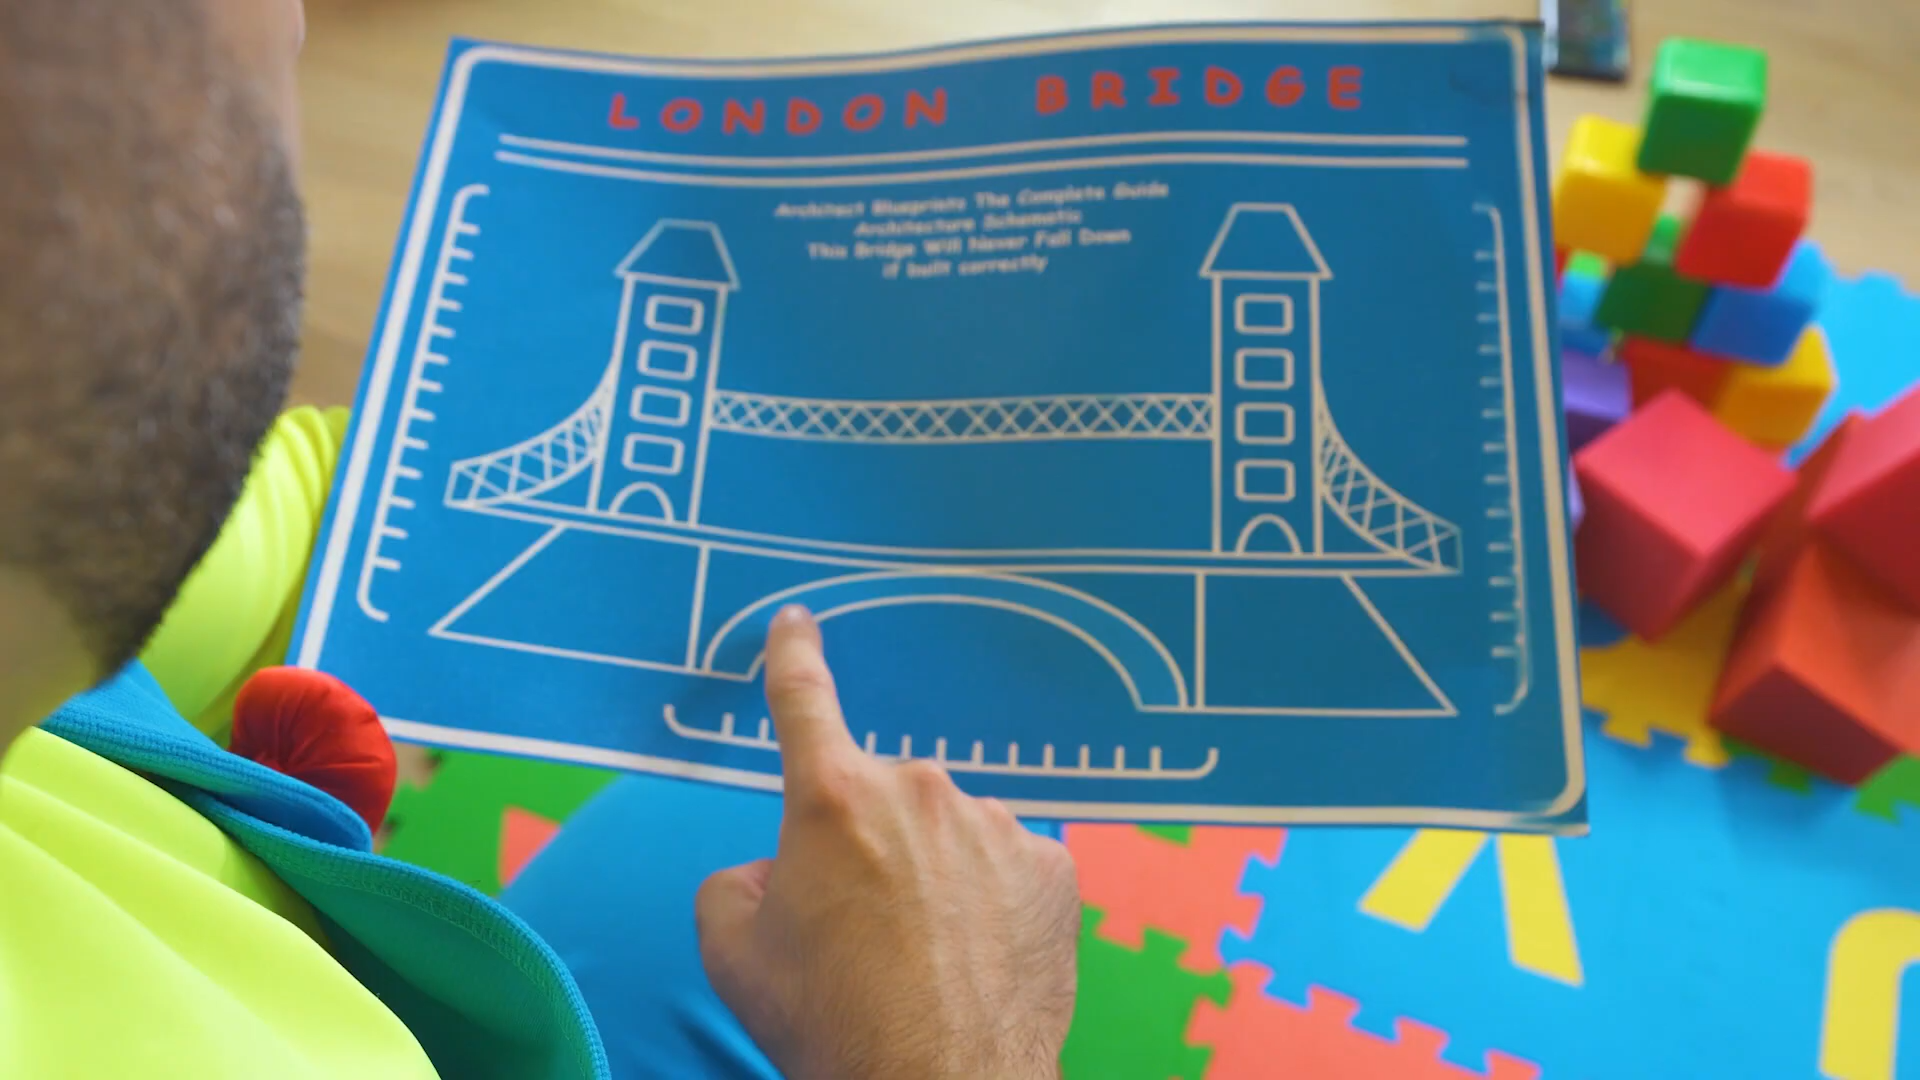 LONDON BRIDGE
Architect Blueprints The Complete Guide
Architecture Schematic
This Bridge Will Never Fall Down
if built correctly